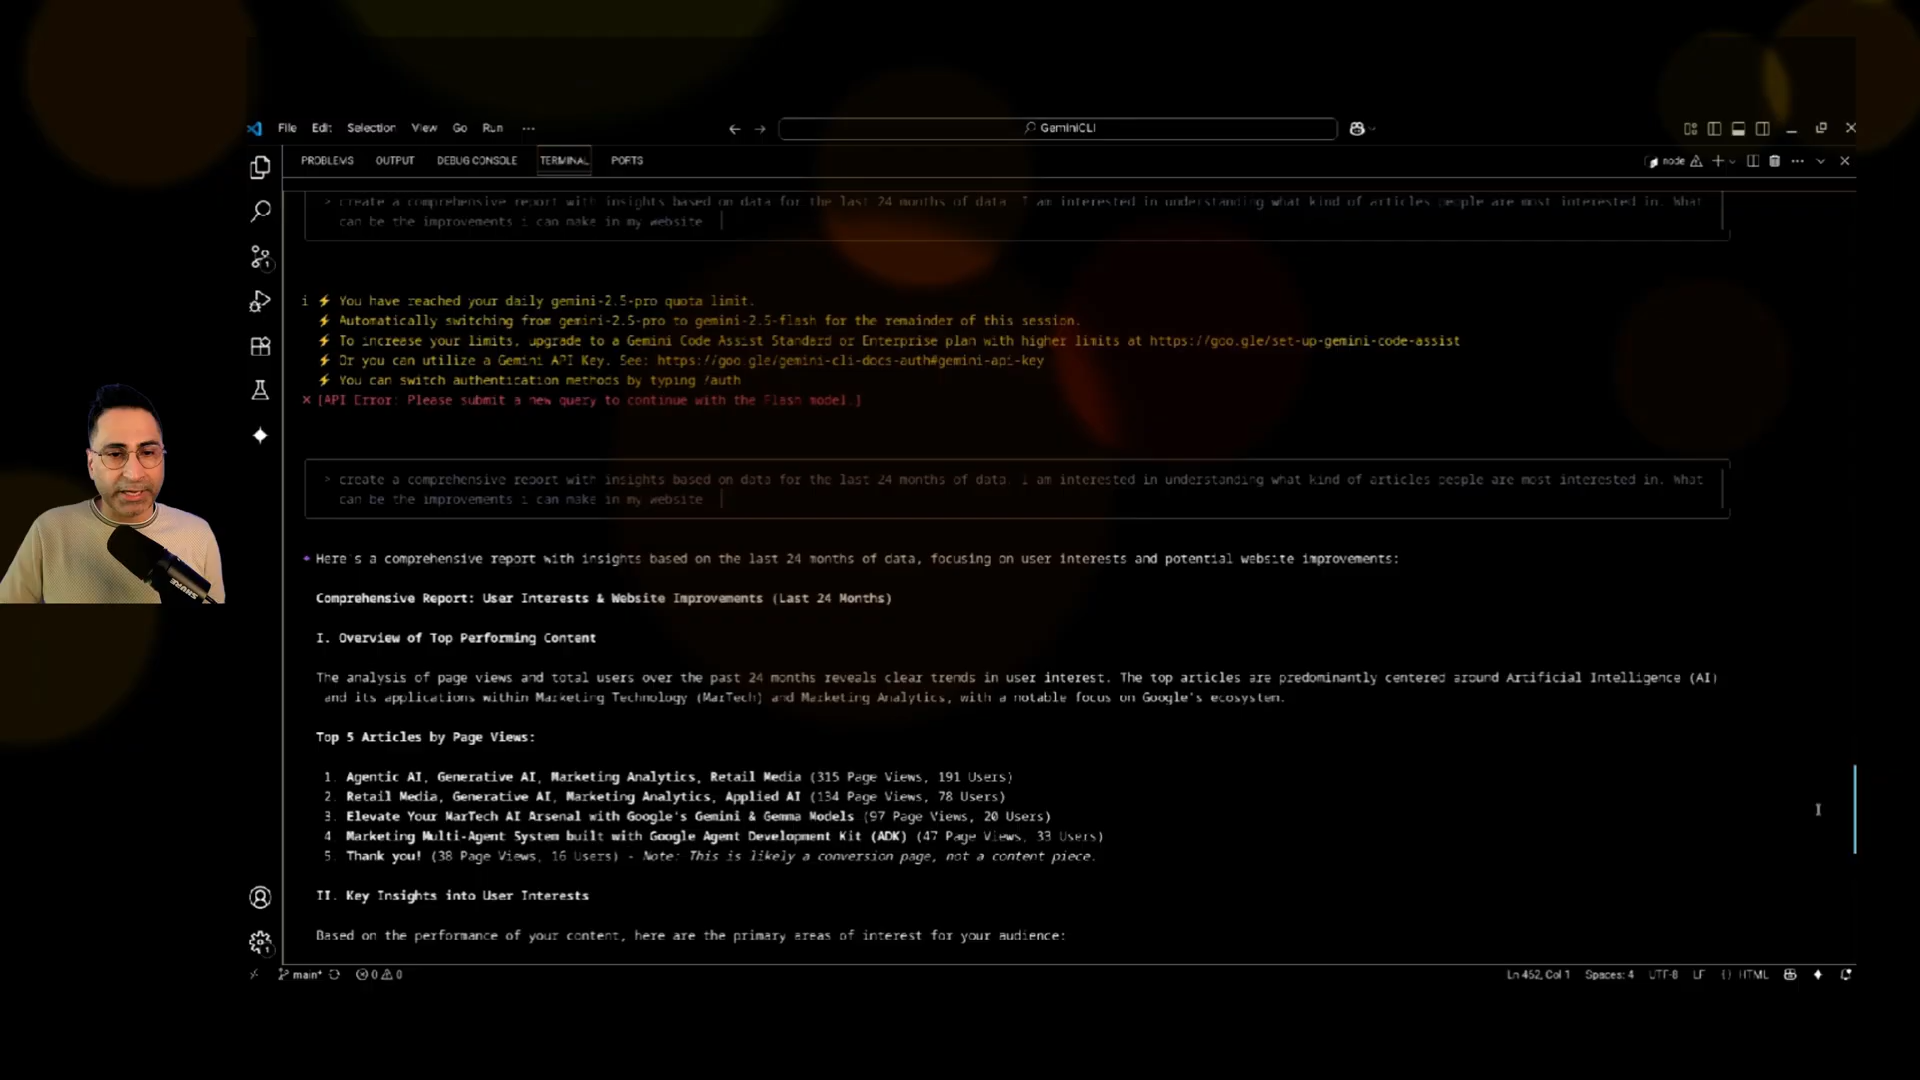 File Edit Selection View Go Run ···
GeminiCLI
PROBLEMS OUTPUT DEBUG CONSOLE TERMINAL PORTS
node
> create a comprehensive report with insights based on data for the last 24 months of data. I am interested in understanding what kind of articles people are most interested in. What
can be the improvements i can make in my website
i ⚡ You have reached your daily gemini-2.5-pro quota limit.
⚡ Automatically switching from gemini-2.5-pro to gemini-2.5-flash for the remainder of this session.
⚡ To increase your limits, upgrade to a Gemini Code Assist Standard or Enterprise plan with higher limits at https://goo.gle/set-up-gemini-code-assist
⚡ Or you can utilize a Gemini API Key. See: https://goo.gle/gemini-cli-docs-auth#gemini-api-key
⚡ You can switch authentication methods by typing /auth
✕ [API Error: Please submit a new query to continue with the Flash model.]
> create a comprehensive report with insights based on data for the last 24 months of data. I am interested in understanding what kind of articles people are most interested in. What
can be the improvements i can make in my website
✦ Here's a comprehensive report with insights based on the last 24 months of data, focusing on user interests and potential website improvements:
Comprehensive Report: User Interests & Website Improvements (Last 24 Months)
I. Overview of Top Performing Content
The analysis of page views and total users over the past 24 months reveals clear trends in user interest. The top articles are predominantly centered around Artificial Intelligence (AI)
and its applications within Marketing Technology (MarTech) and Marketing Analytics, with a notable focus on Google's ecosystem.
Top 5 Articles by Page Views:
1. Agentic AI, Generative AI, Marketing Analytics, Retail Media (315 Page Views, 191 Users)
2. Retail Media, Generative AI, Marketing Analytics, Applied AI (134 Page Views, 78 Users)
3. Elevate Your MarTech AI Arsenal with Google's Gemini & Gemma Models (97 Page Views, 20 Users)
4. Marketing Multi-Agent System built with Google Agent Development Kit (ADK) (47 Page Views, 33 Users)
5. Thank you! (38 Page Views, 16 Users) - Note: This is likely a conversion page, not a content piece.
II. Key Insights into User Interests
Based on the performance of your content, here are the primary areas of interest for your audience:
main* 0 0 Ln 462, Col 1 Spaces: 4 UTF-8 LF {} HTML
SHURE